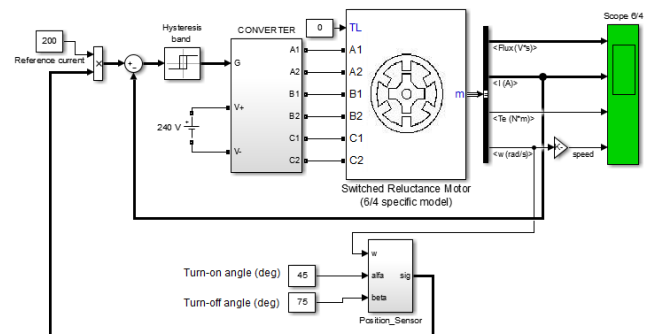 Scope 6/4
Hysteresis
band
CONVERTER
0
TL
200
Reference current
×
+
-
G
A1
A2
B1
B2
C1
C2
V+
V-
240 V
+
A1
A2
B1
B2
C1
C2
m
<Flux (V*s)>
<I (A)>
<Te (N*m)>
<w (rad/s)>
K-
speed
Switched Reluctance Motor
(6/4 specific model)
Turn-on angle (deg)
45
Turn-off angle (deg)
75
w
alfa
beta
sig
Position_Sensor